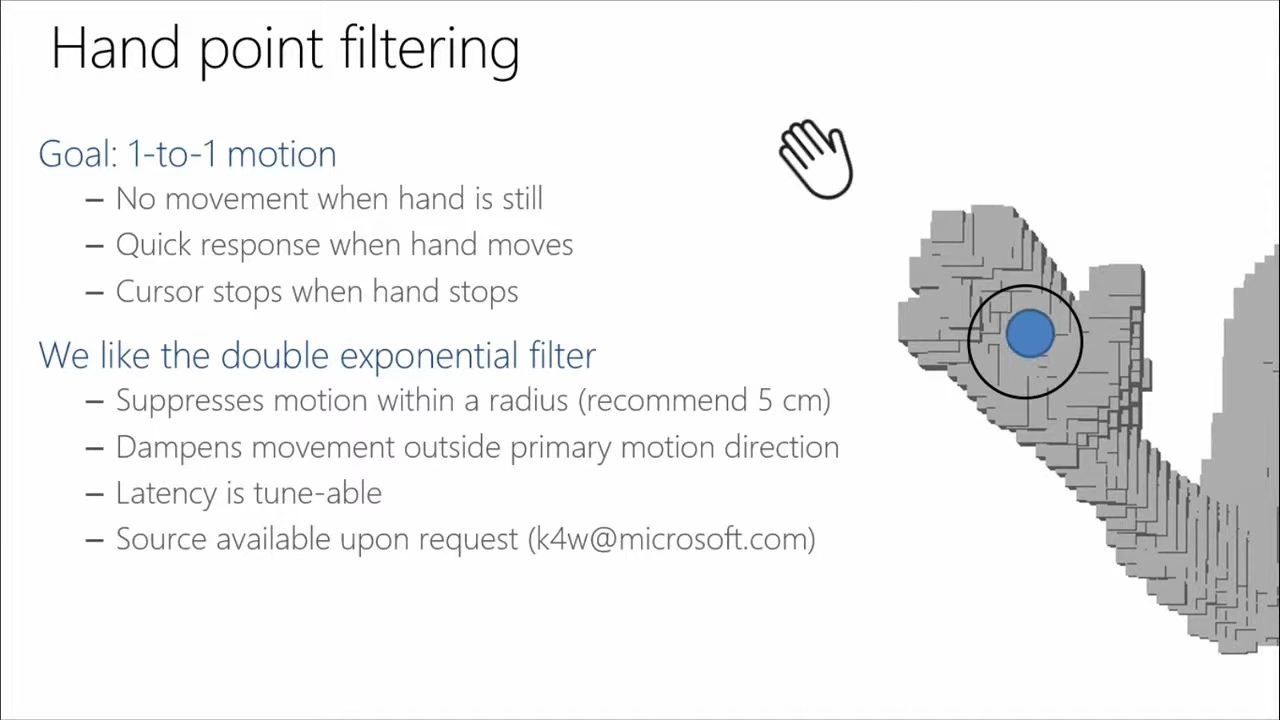 Hand point filtering
Goal: 1-to-1 motion
– No movement when hand is still
– Quick response when hand moves
– Cursor stops when hand stops
We like the double exponential filter
– Suppresses motion within a radius (recommend 5 cm)
– Dampens movement outside primary motion direction
– Latency is tune-able
– Source available upon request (k4w@microsoft.com)